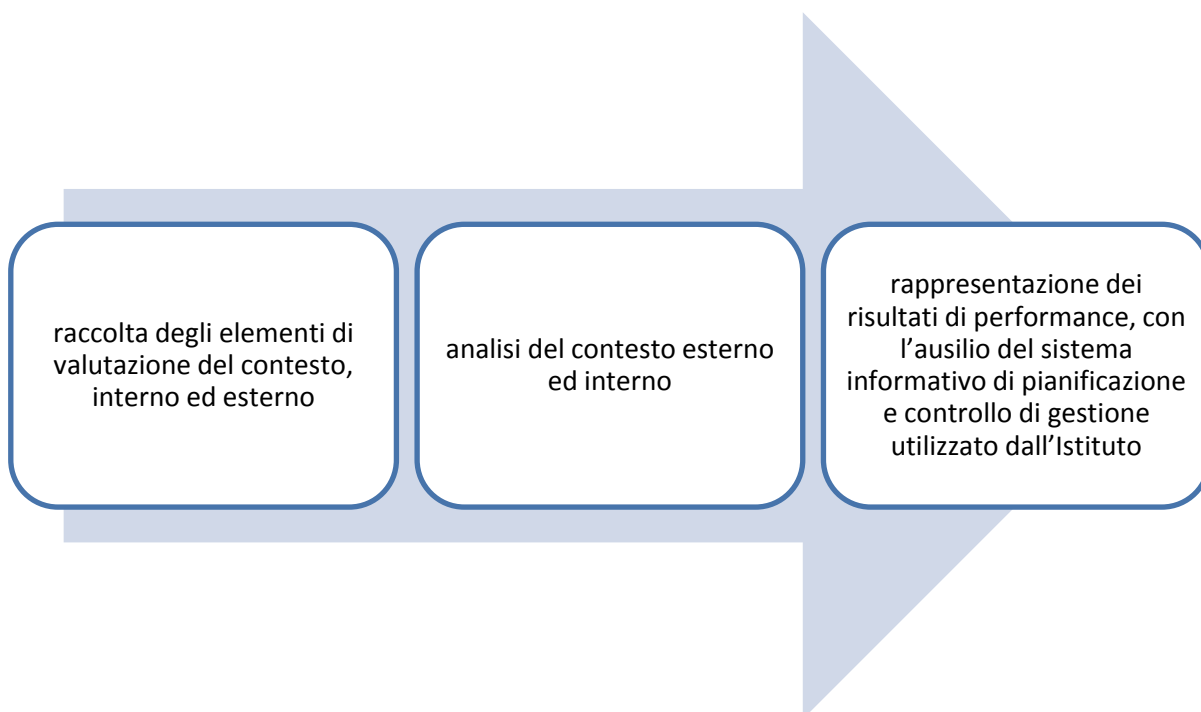 raccolta degli elementi di
valutazione del contesto,
interno ed esterno
analisi del contesto esterno
ed interno
rappresentazione dei
risultati di performance, con
l’ausilio del sistema
informativo di pianificazione
e controllo di gestione
utilizzato dall’Istituto